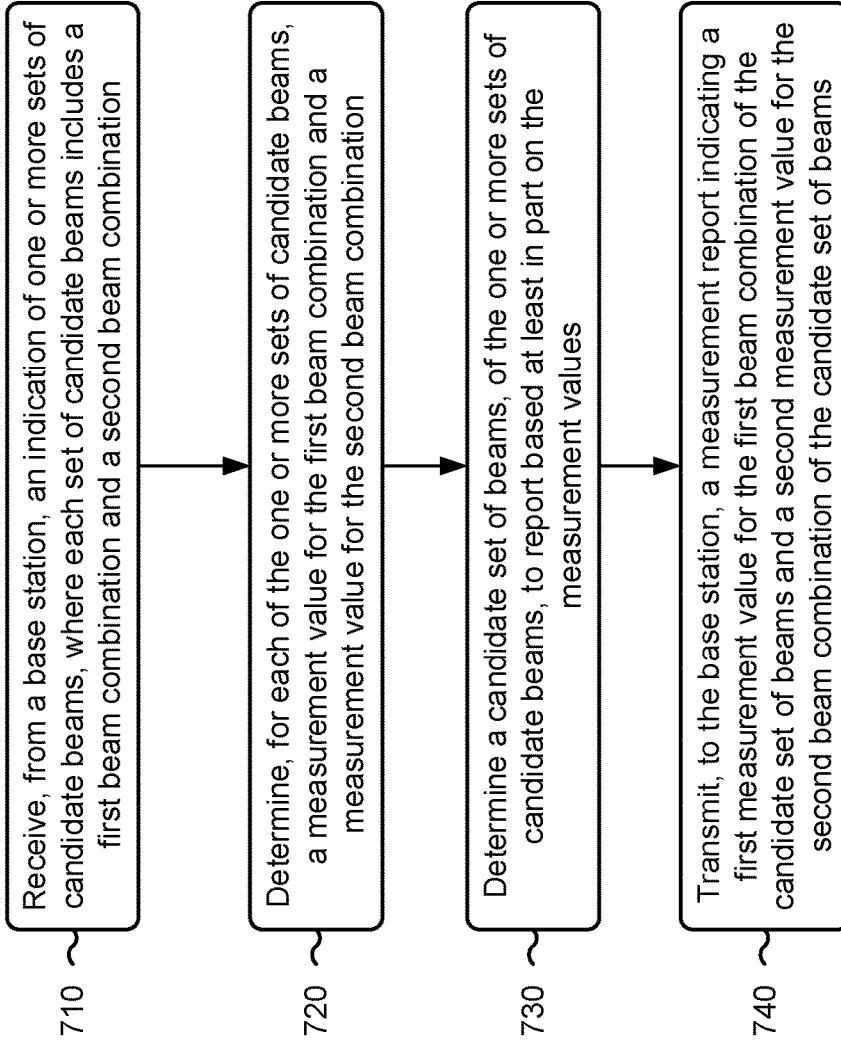 710
Receive, from a base station, an indication of one or more sets of
candidate beams, where each set of candidate beams includes a
first beam combination and a second beam combination
720
Determine, for each of the one or more sets of candidate beams,
a measurement value for the first beam combination and a
measurement value for the second beam combination
730
Determine a candidate set of beams, of the one or more sets of
candidate beams, to report based at least in part on the
measurement values
740
Transmit, to the base station, a measurement report indicating a
first measurement value for the first beam combination of the
candidate set of beams and a second measurement value for the
second beam combination of the candidate set of beams